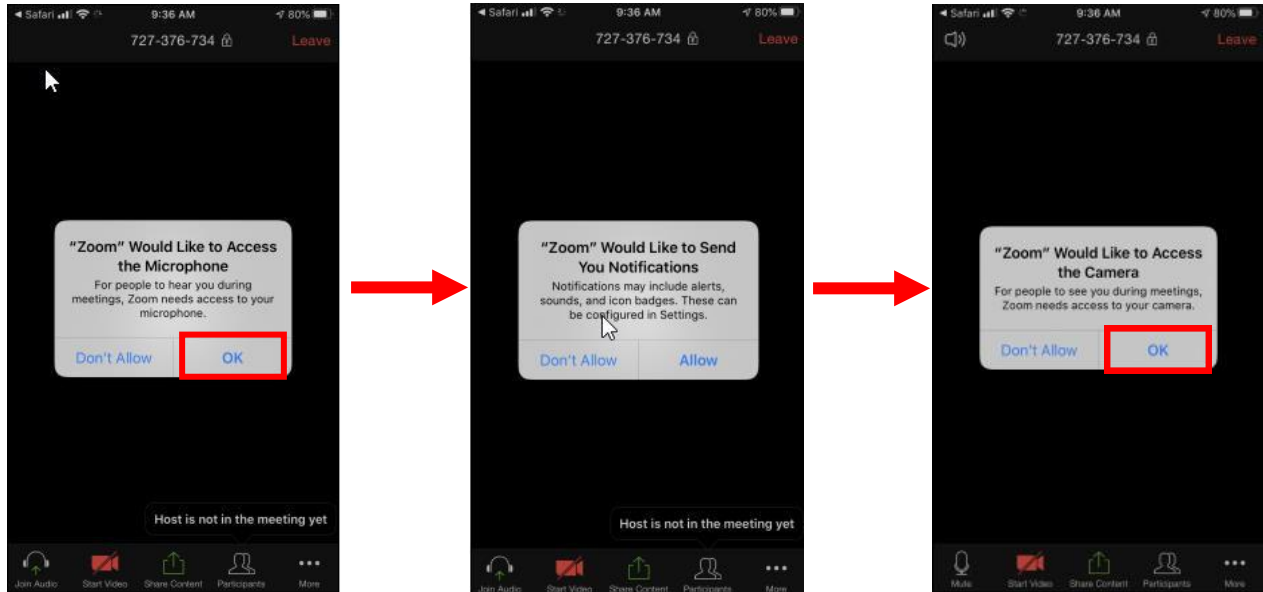 Safari 9:36 AM 80%
727-376-734 Leave
"Zoom" Would Like to Access
the Microphone
For people to hear you during
meetings, Zoom needs access to your
microphone.
Don't Allow OK
Host is not in the meeting yet
Join Audio Start Video Share Content Participants More
Safari 9:36 AM 80%
727-376-734 Leave
"Zoom" Would Like to Send
You Notifications
Notifications may include alerts,
sounds, and icon badges. These can
be configured in Settings.
Don't Allow Allow
Host is not in the meeting yet
Join Audio Start Video Share Content Participants More
Safari 9:36 AM 80%
727-376-734 Leave
"Zoom" Would Like to Access
the Camera
For people to see you during meetings,
Zoom needs access to your camera.
Don't Allow OK
Mute Start Video Share Content Participants More